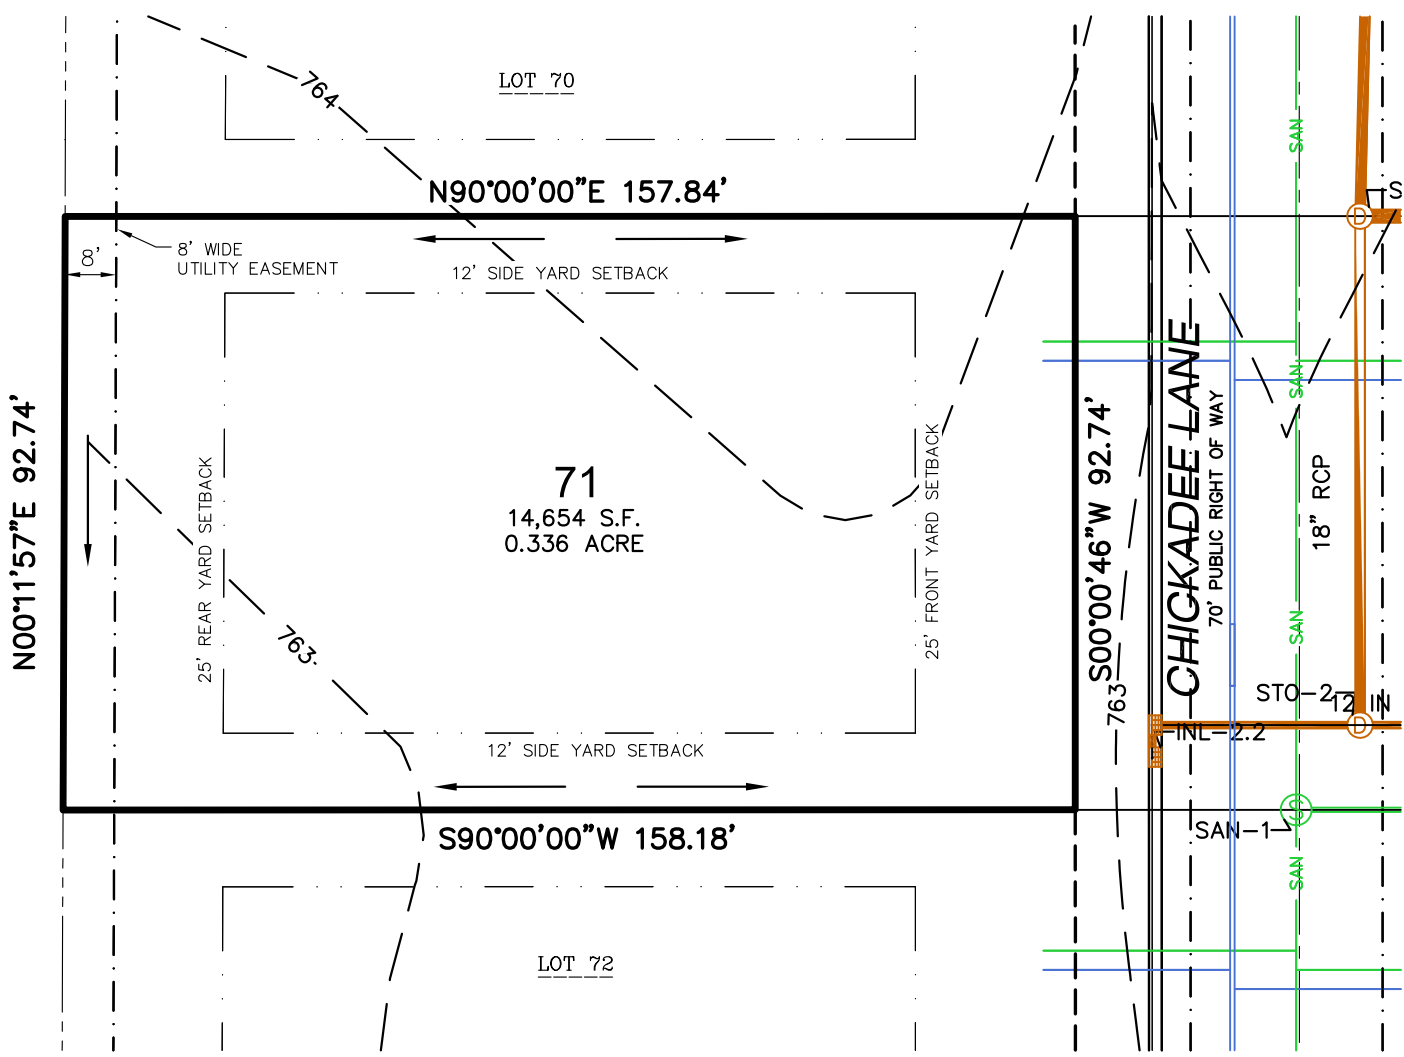 LOT 70
764
N90°00'00"E 157.84'
S
D
8'
8' WIDE
UTILITY EASEMENT
12' SIDE YARD SETBACK
SAN
SAN
SAN
SAN
N00°11'57"E 92.74'
25' REAR YARD SETBACK
71
14,654 S.F.
0.336 ACRE
25' FRONT YARD SETBACK
S00°00'46"W 92.74'
CHICKADEE LANE
70' PUBLIC RIGHT OF WAY
18" RCP
763
763
STO-2
12 IN
D
INL-2.2
12' SIDE YARD SETBACK
SAN-1
S90°00'00"W 158.18'
LOT 72